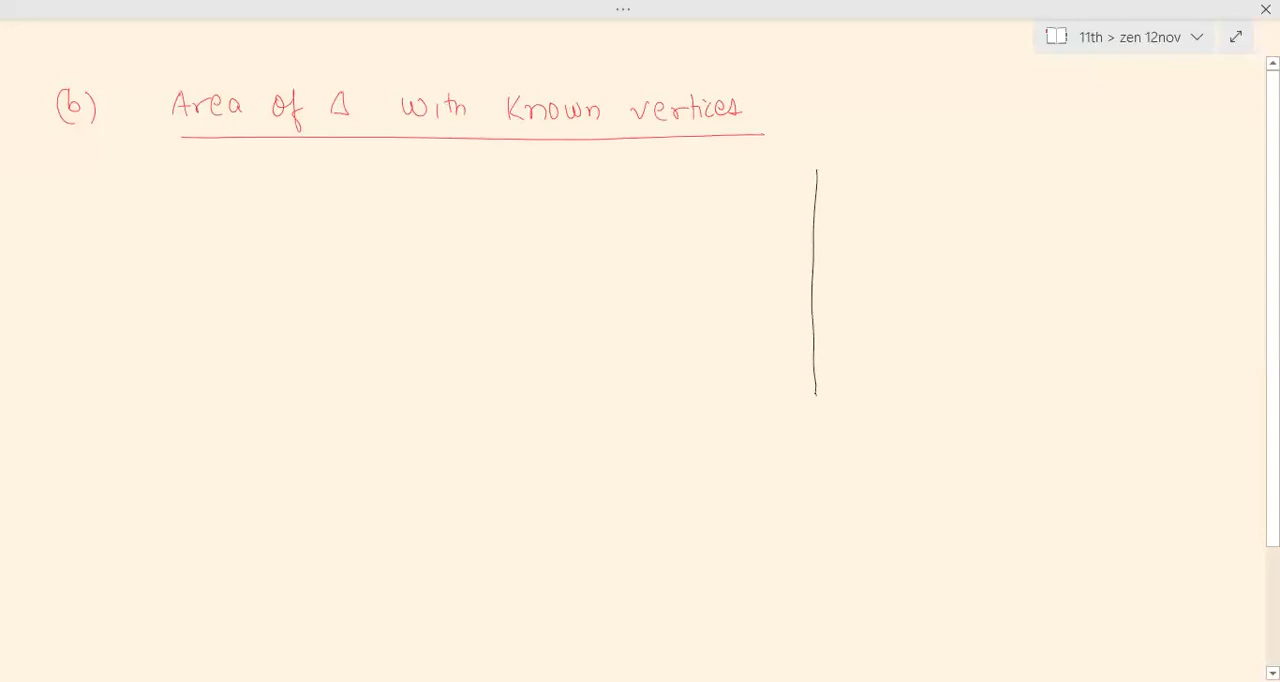 11th > zen 12nov
(b) Area of Δ with Known vertices